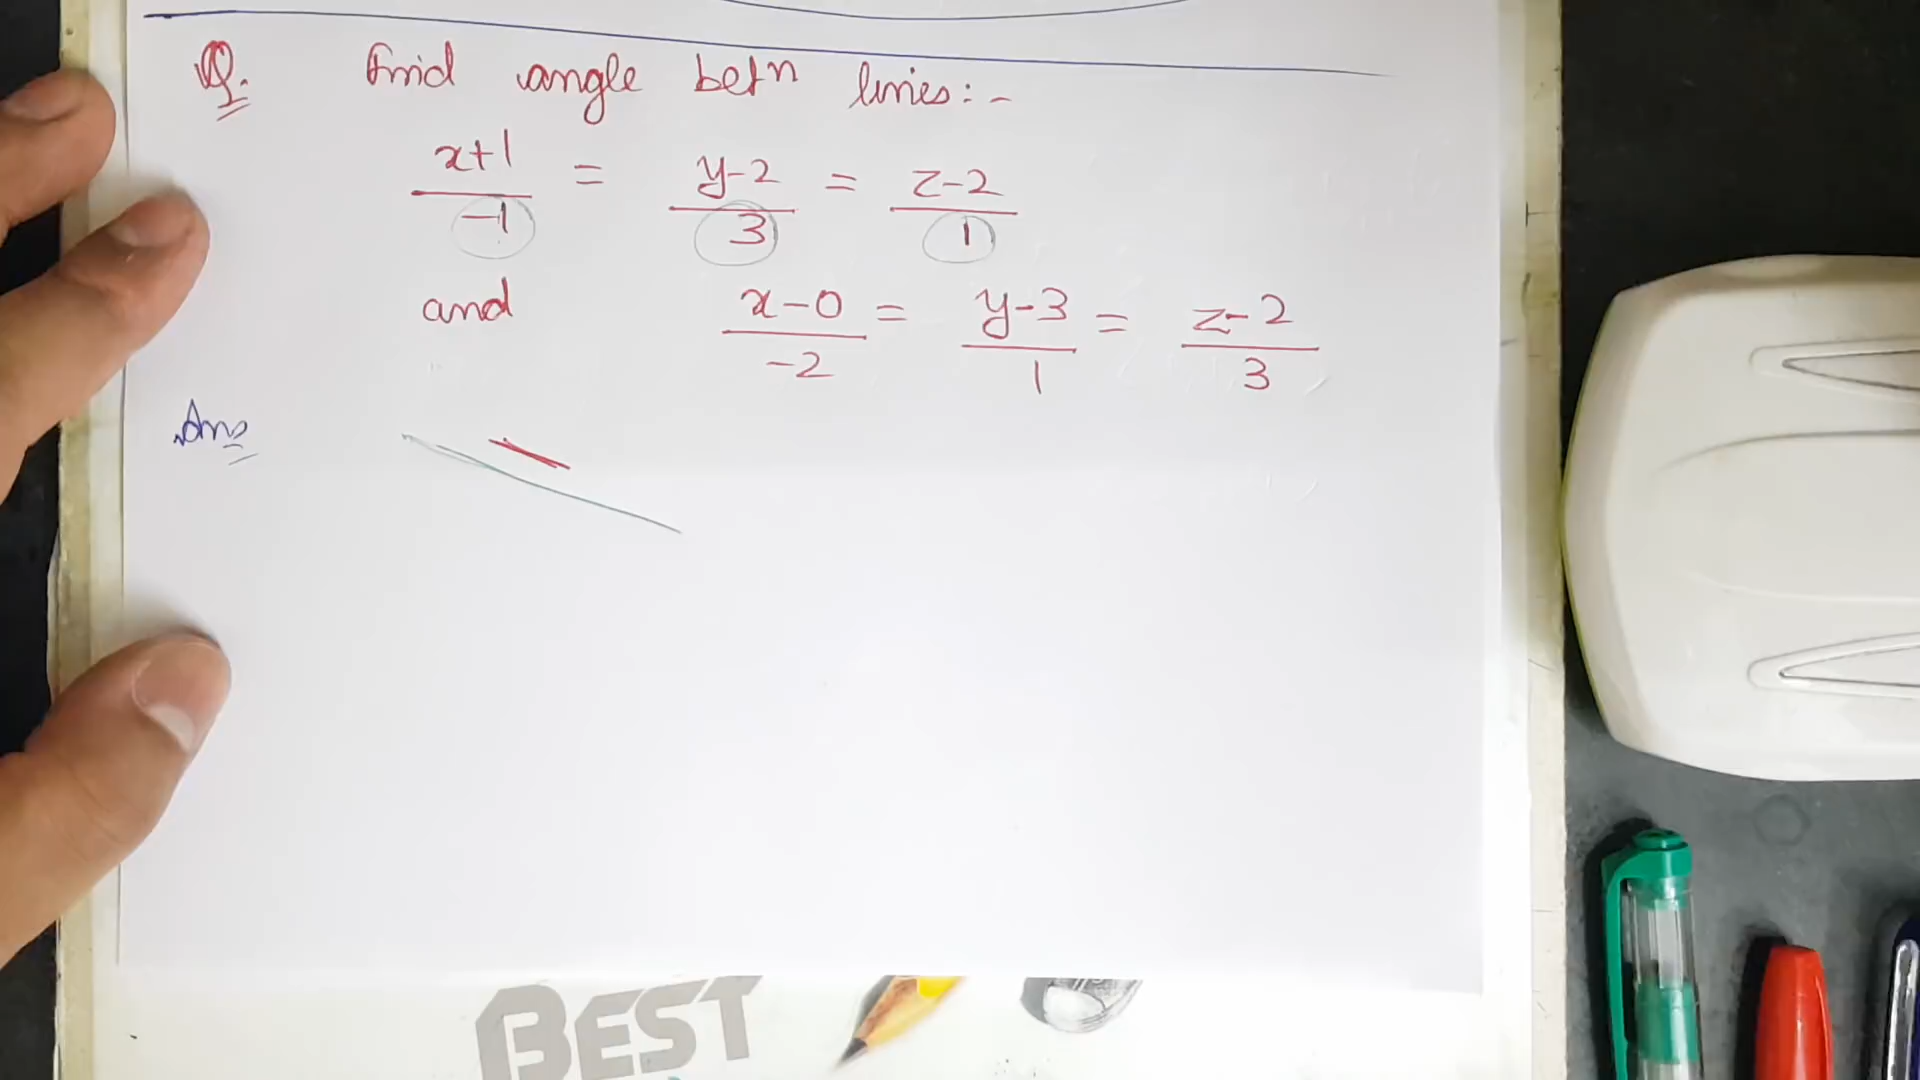 Q. Find angle betn lines:-
x+1/-1 = y-2/3 = z-2/1
and x-0/-2 = y-3/1 = z-2/3
Ans
BEST